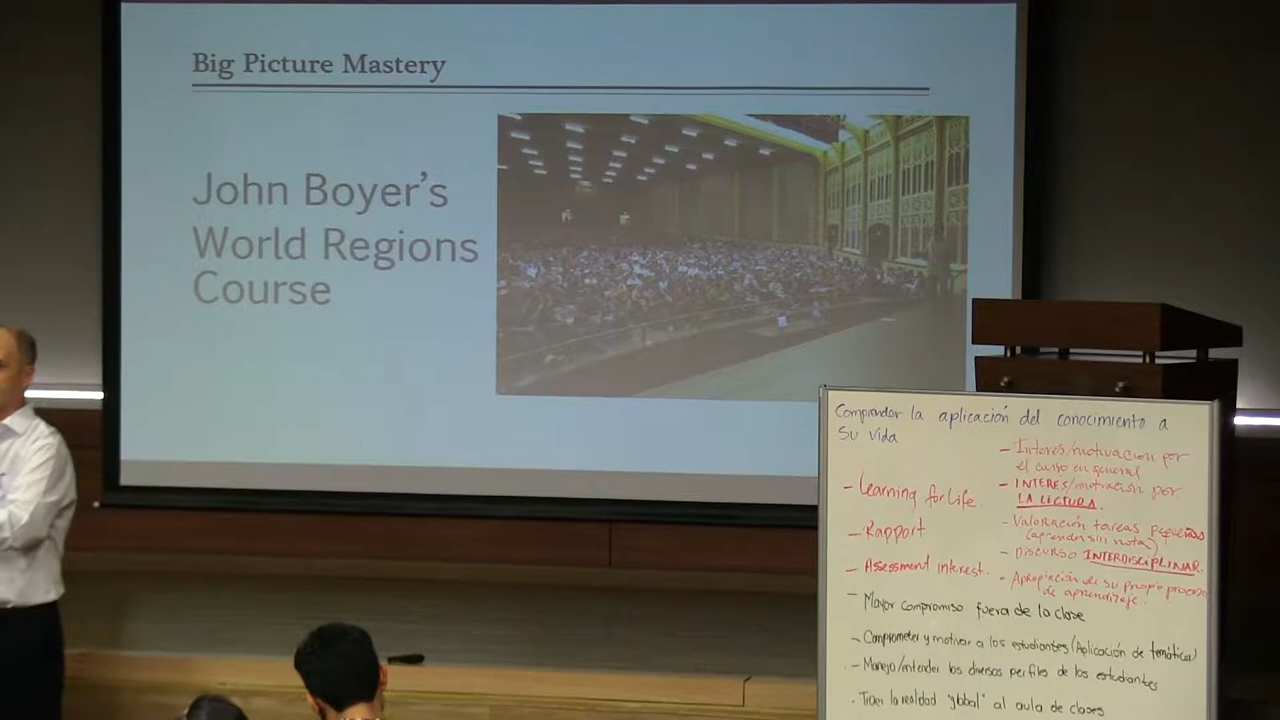 Big Picture Mastery
John Boyer's
World Regions
Course
Comprender la aplicación del conocimiento a
Su vida
- Learning for life.
- Rapport
- Assessment interest.
- Interes/motivacion por
el curso en general
- INTERES/motivación por
LA LECTURA.
- Valoración tareas pequeñas
(aprender sin nota)
- DISCURSO INTERDISCIPLINAR.
- Apropiación de su propio proceso
de aprendizaje.
- Mayor compromiso fuera de la clase
- Comprometer y motivar a los estudiantes (Aplicación de temática)
- Manejo/entender los diversos perfiles de los estudiantes
- Traer la realidad "global" al aula de clases